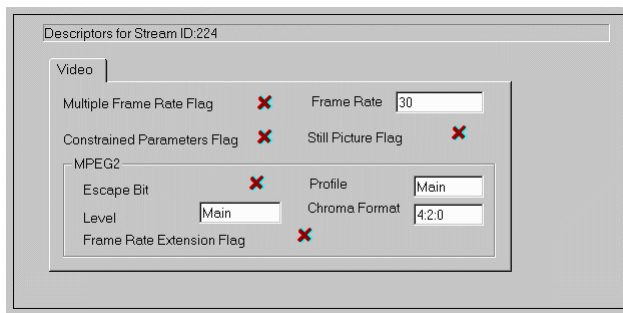 Descriptors for Stream ID:224
Video
Multiple Frame Rate Flag
Frame Rate 30
Constrained Parameters Flag
Still Picture Flag
MPEG2
Escape Bit
Profile Main
Level Main
Chroma Format 4:2:0
Frame Rate Extension Flag